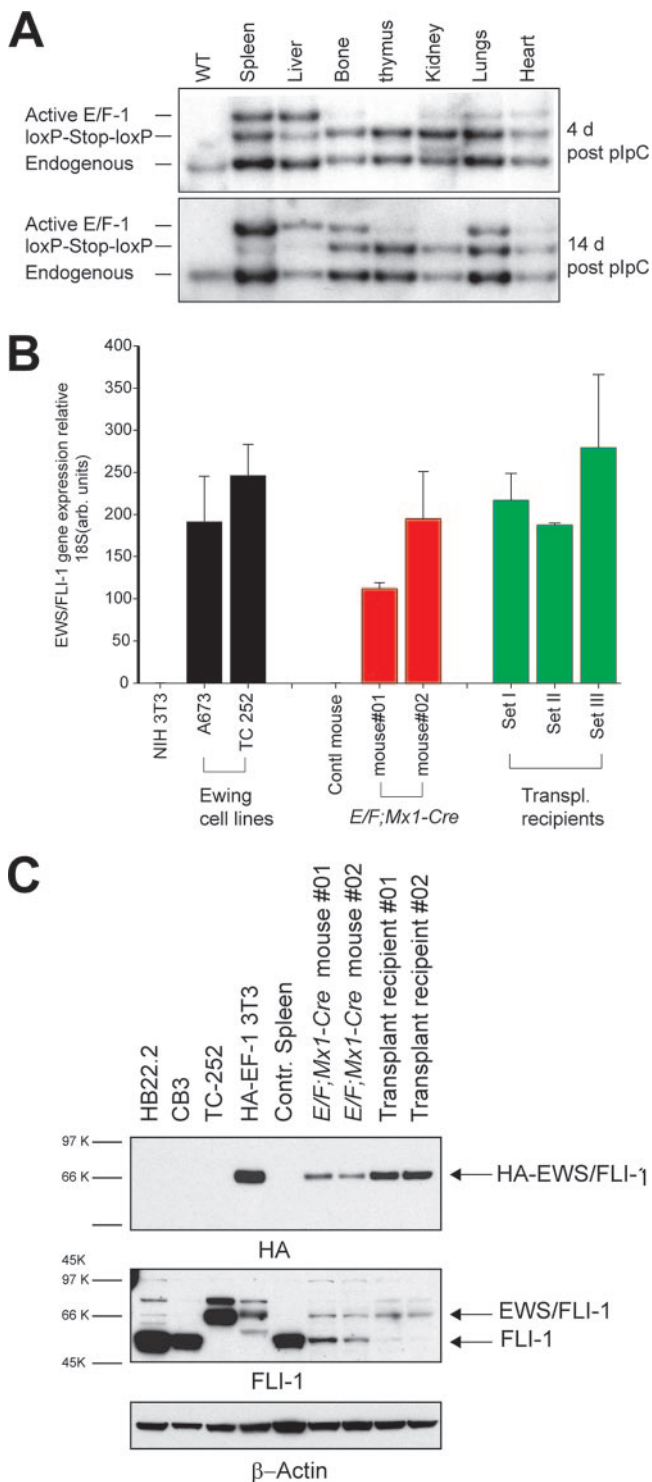 A
WT
Spleen
Liver
Bone
thymus
Kidney
Lungs
Heart
Active E/F-1
loxP-Stop-loxP
Endogenous
4 d
post pIpC
Active E/F-1
loxP-Stop-loxP
Endogenous
14 d
post pIpC
B
EWS/FLI-1 gene expression relative
18S(arb. units)
400
350
300
250
200
150
100
50
0
NIH 3T3
A673
TC 252
Contl mouse
mouse#01
mouse#02
Set I
Set II
Set III
Ewing
cell lines
E/F;Mx1-Cre
Transpl.
recipients
C
HB22.2
CB3
TC-252
HA-EF-1 3T3
Contr. Spleen
E/F;Mx1-Cre mouse #01
E/F;Mx1-Cre mouse #02
Transplant recipient #01
Transplant recipeint #02
97 K
66 K
HA-EWS/FLI-1
HA
45K
97 K
66 K
EWS/FLI-1
FLI-1
45K
FLI-1
β–Actin